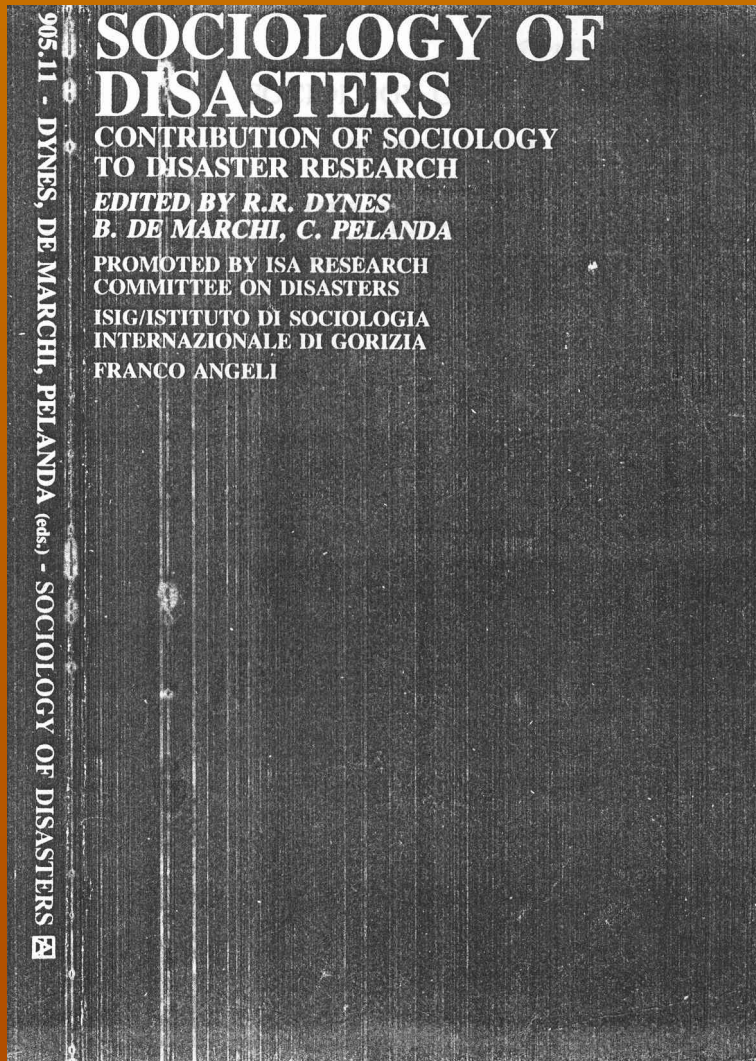 SOCIOLOGY OF
DISASTERS
CONTRIBUTION OF SOCIOLOGY
TO DISASTER RESEARCH
EDITED BY R.R. DYNES
B. DE MARCHI, C. PELANDA
PROMOTED BY ISA RESEARCH
COMMITTEE ON DISASTERS
ISIG/ISTITUTO DI SOCIOLOGIA
INTERNAZIONALE DI GORIZIA
FRANCO ANGELI
905.11 - DYNES, DE MARCHI, PELANDA (eds.) - SOCIOLOGY OF DISASTERS